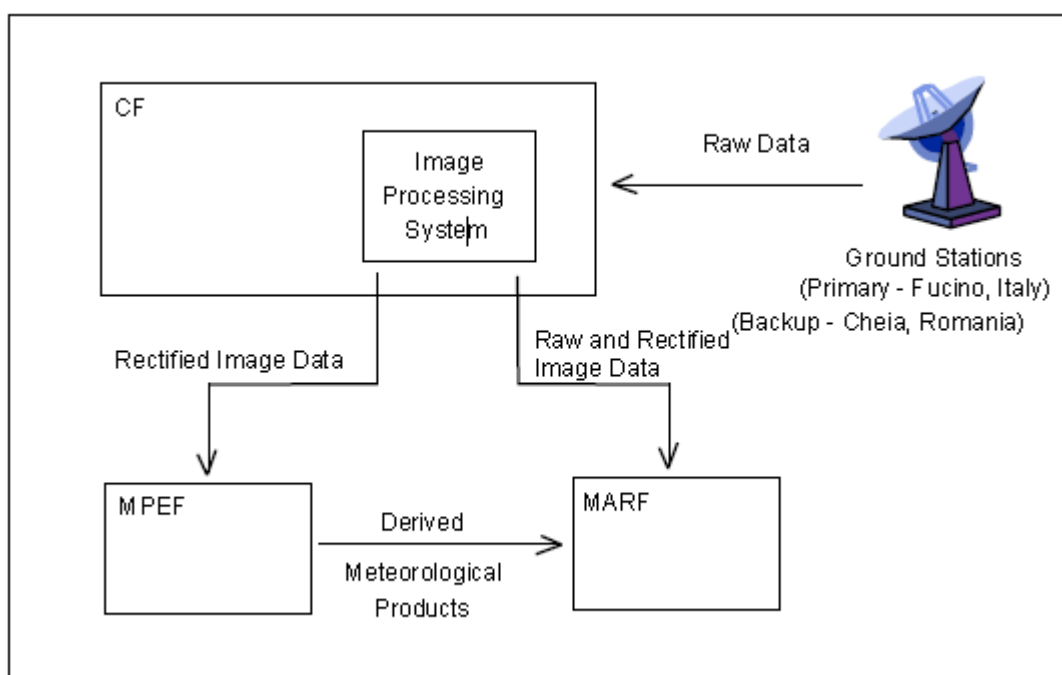 CF
Image
Processing
System
Raw Data
Ground Stations
(Primary - Fucino, Italy)
(Backup - Cheia, Romania)
Rectified Image Data
Raw and Rectified
Image Data
MPEF
Derived
Meteorological
Products
MARF